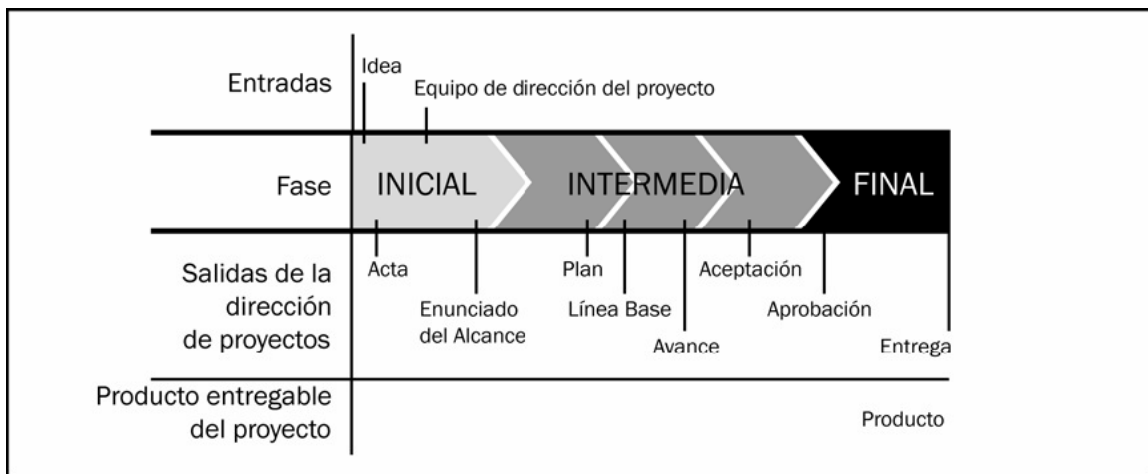 Entradas
Idea
Equipo de dirección del proyecto
Fase
INICIAL
INTERMEDIA
FINAL
Salidas de la
dirección
de proyectos
Acta
Enunciado
del Alcance
Plan
Línea Base
Avance
Aceptación
Aprobación
Entrega
Producto entregable
del proyecto
Producto